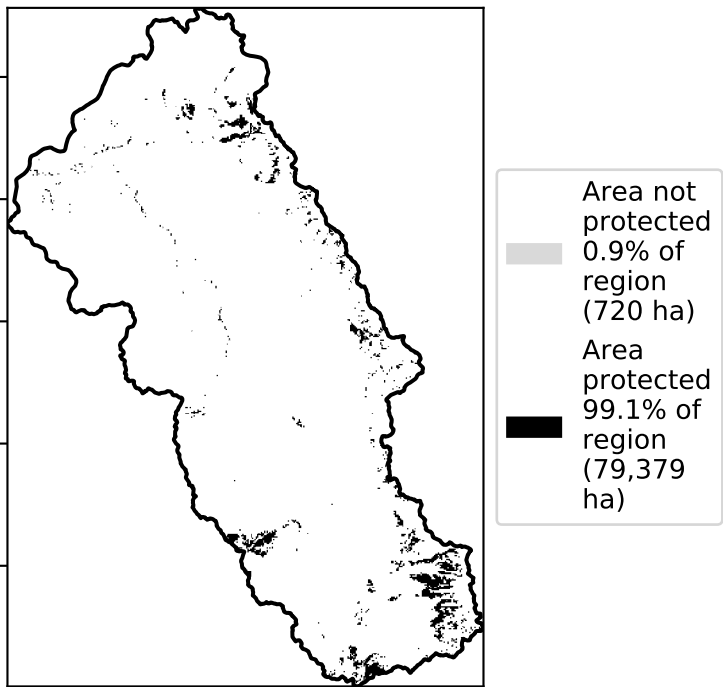 Area not
protected
0.9% of
region
(720 ha)
Area
protected
99.1% of
region
(79,379
ha)